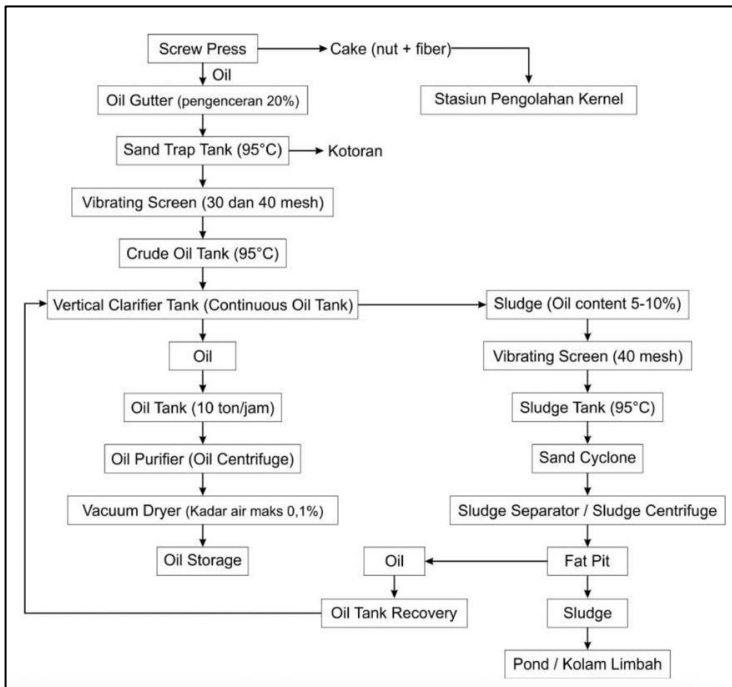 Screw Press
Cake (nut + fiber)
Oil
Oil Gutter (pengenceran 20%)
Stasiun Pengolahan Kernel
Sand Trap Tank (95°C)
Kotoran
Vibrating Screen (30 dan 40 mesh)
Crude Oil Tank (95°C)
Vertical Clarifier Tank (Continuous Oil Tank)
Sludge (Oil content 5-10%)
Oil
Vibrating Screen (40 mesh)
Oil Tank (10 ton/jam)
Sludge Tank (95°C)
Oil Purifier (Oil Centrifuge)
Sand Cyclone
Vacuum Dryer (Kadar air maks 0,1%)
Sludge Separator / Sludge Centrifuge
Oil Storage
Oil
Fat Pit
Oil Tank Recovery
Sludge
Pond / Kolam Limbah